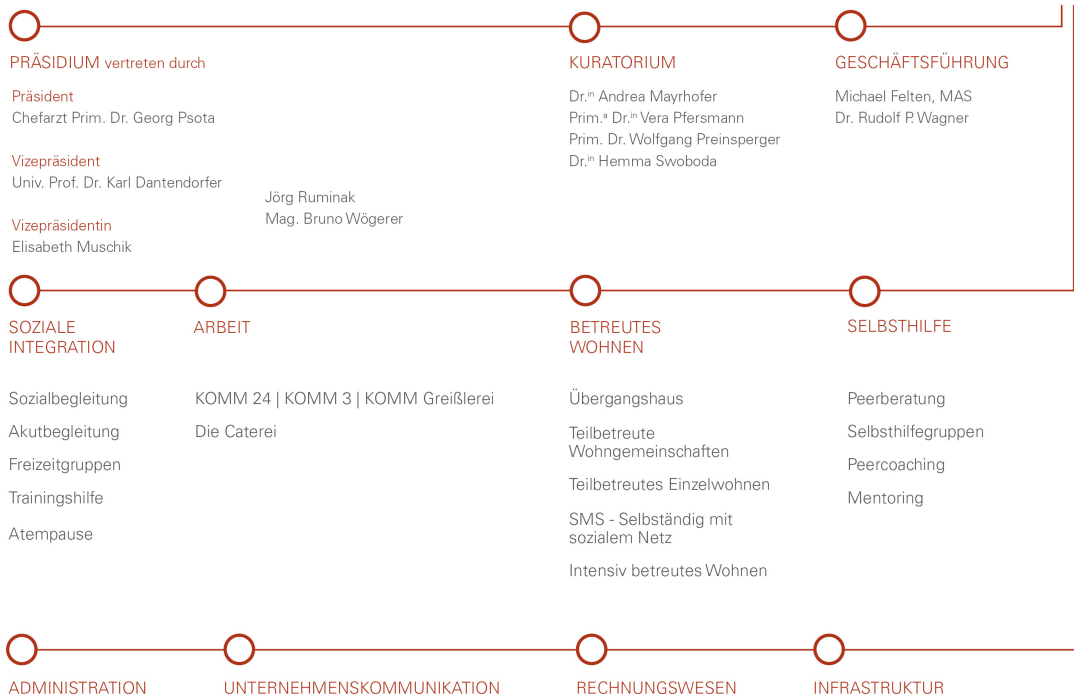 PRÄSIDIUM vertreten durch
Präsident
Chefarzt Prim. Dr. Georg Psota
Vizepräsident
Univ. Prof. Dr. Karl Dantendorfer
Vizepräsidentin
Elisabeth Muschik
Jörg Ruminak
Mag. Bruno Wögerer
KURATORIUM
Dr.ⁱⁿ Andrea Mayrhofer
Prim.ᵃ Dr.ⁱⁿ Vera Pfersmann
Prim. Dr. Wolfgang Preinsperger
Dr.ⁱⁿ Hemma Swoboda
GESCHÄFTSFÜHRUNG
Michael Felten, MAS
Dr. Rudolf P. Wagner
SOZIALE
INTEGRATION
Sozialbegleitung
Akutbegleitung
Freizeitgruppen
Trainingshilfe
Atempause
ARBEIT
KOMM 24 | KOMM 3 | KOMM Greißlerei
Die Caterei
BETREUTES
WOHNEN
Übergangshaus
Teilbetreute
Wohngemeinschaften
Teilbetreutes Einzelwohnen
SMS - Selbständig mit
sozialem Netz
Intensiv betreutes Wohnen
SELBSTHILFE
Peerberatung
Selbsthilfegruppen
Peercoaching
Mentoring
ADMINISTRATION
UNTERNEHMENSKOMMUNIKATION
RECHNUNGSWESEN
INFRASTRUKTUR